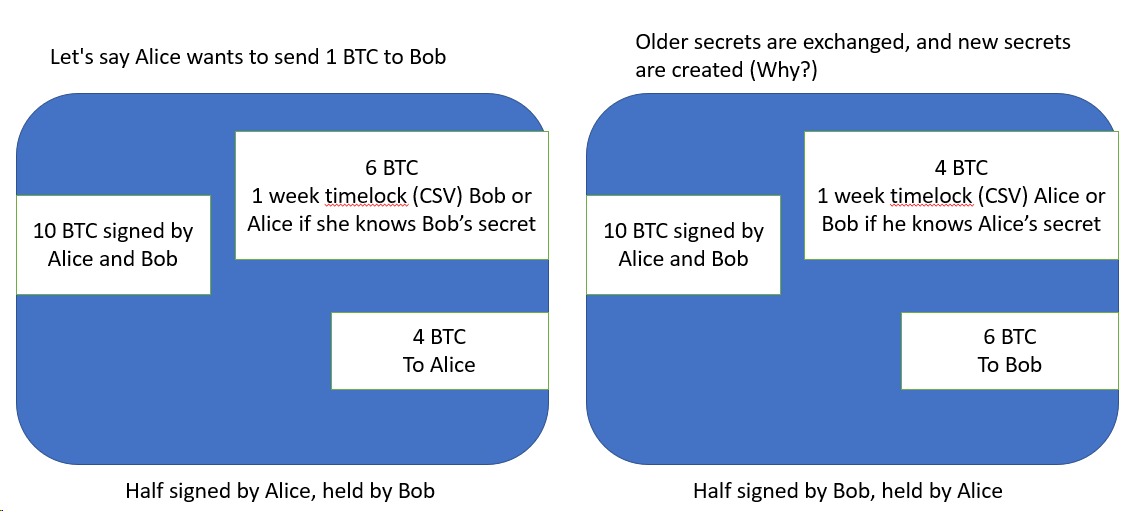 Let's say Alice wants to send 1 BTC to Bob
Older secrets are exchanged, and new secrets
are created (Why?)
10 BTC signed by
Alice and Bob
6 BTC
1 week timelock (CSV) Bob or
Alice if she knows Bob’s secret
4 BTC
To Alice
Half signed by Alice, held by Bob
10 BTC signed by
Alice and Bob
4 BTC
1 week timelock (CSV) Alice or
Bob if he knows Alice’s secret
6 BTC
To Bob
Half signed by Bob, held by Alice